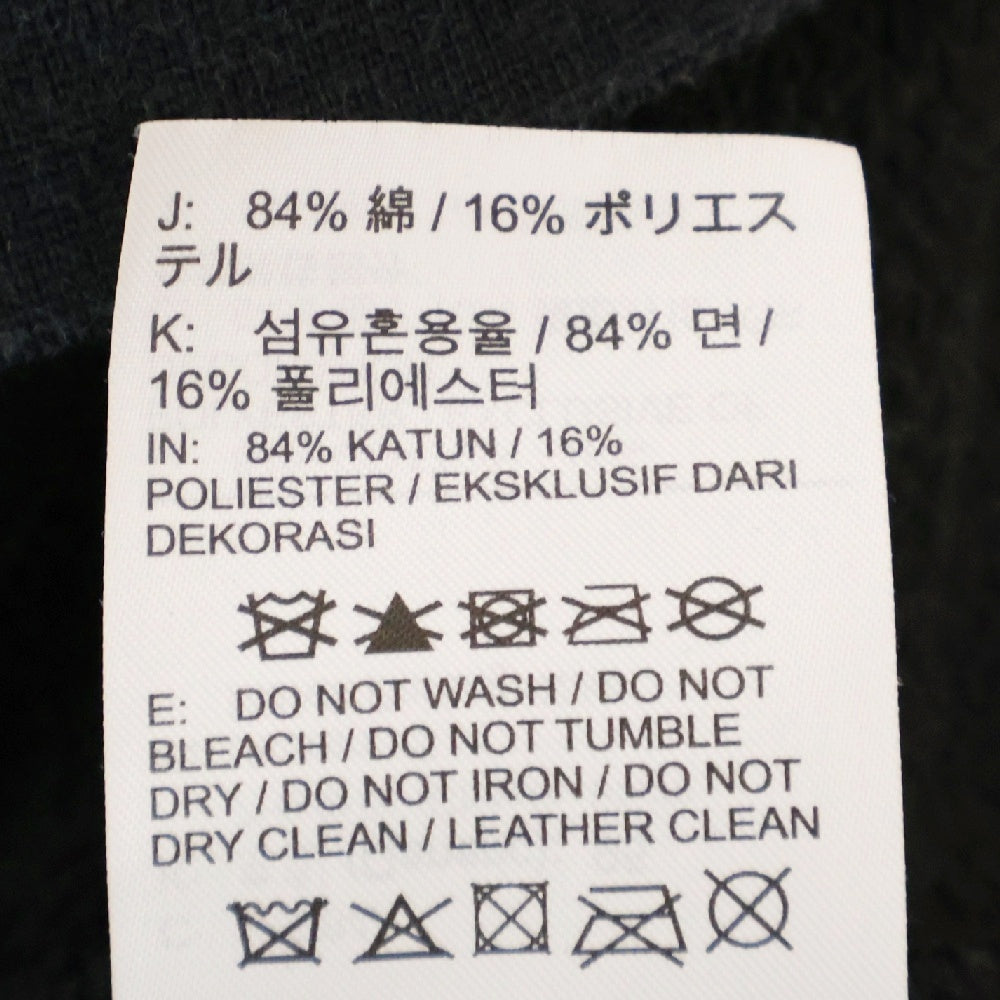 J: 84% 綿 / 16% ポリエス
テル
K: 섬유혼용율 / 84% 면 /
16% 폴리에스터
IN: 84% KATUN / 16%
POLIESTER / EKSKLUSIF DARI
DEKORASI
E: DO NOT WASH / DO NOT
BLEACH / DO NOT TUMBLE
DRY / DO NOT IRON / DO NOT
DRY CLEAN / LEATHER CLEAN